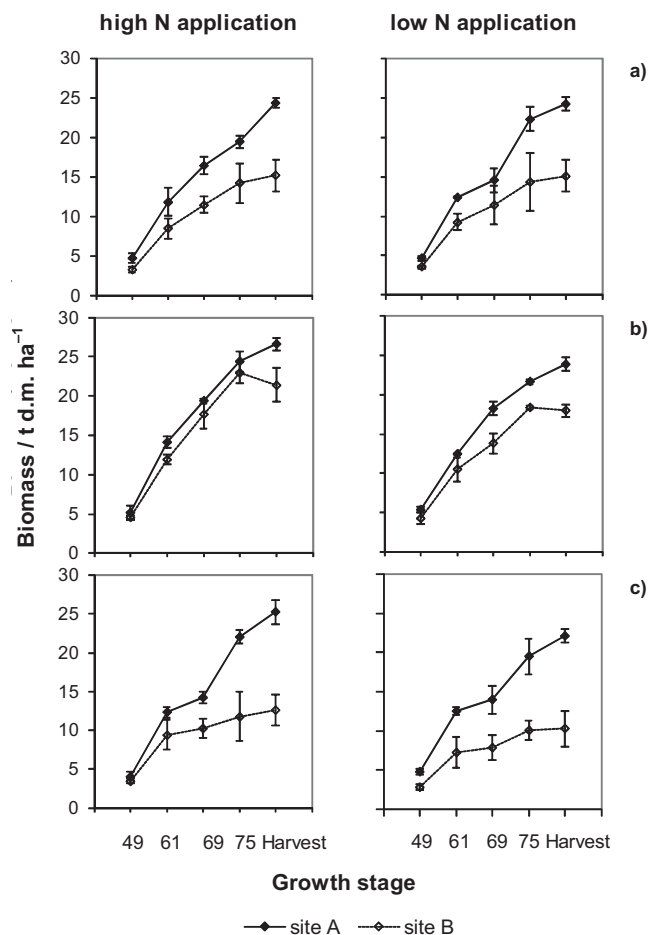 high N application low N application
a)
30
25
20
15
10
5
0
b)
30
25
20
15
10
5
0
c)
30
25
20
15
10
5
0
Biomass / t d.m. ha⁻¹
49 61 69 75 Harvest 49 61 69 75 Harvest
Growth stage
site A site B